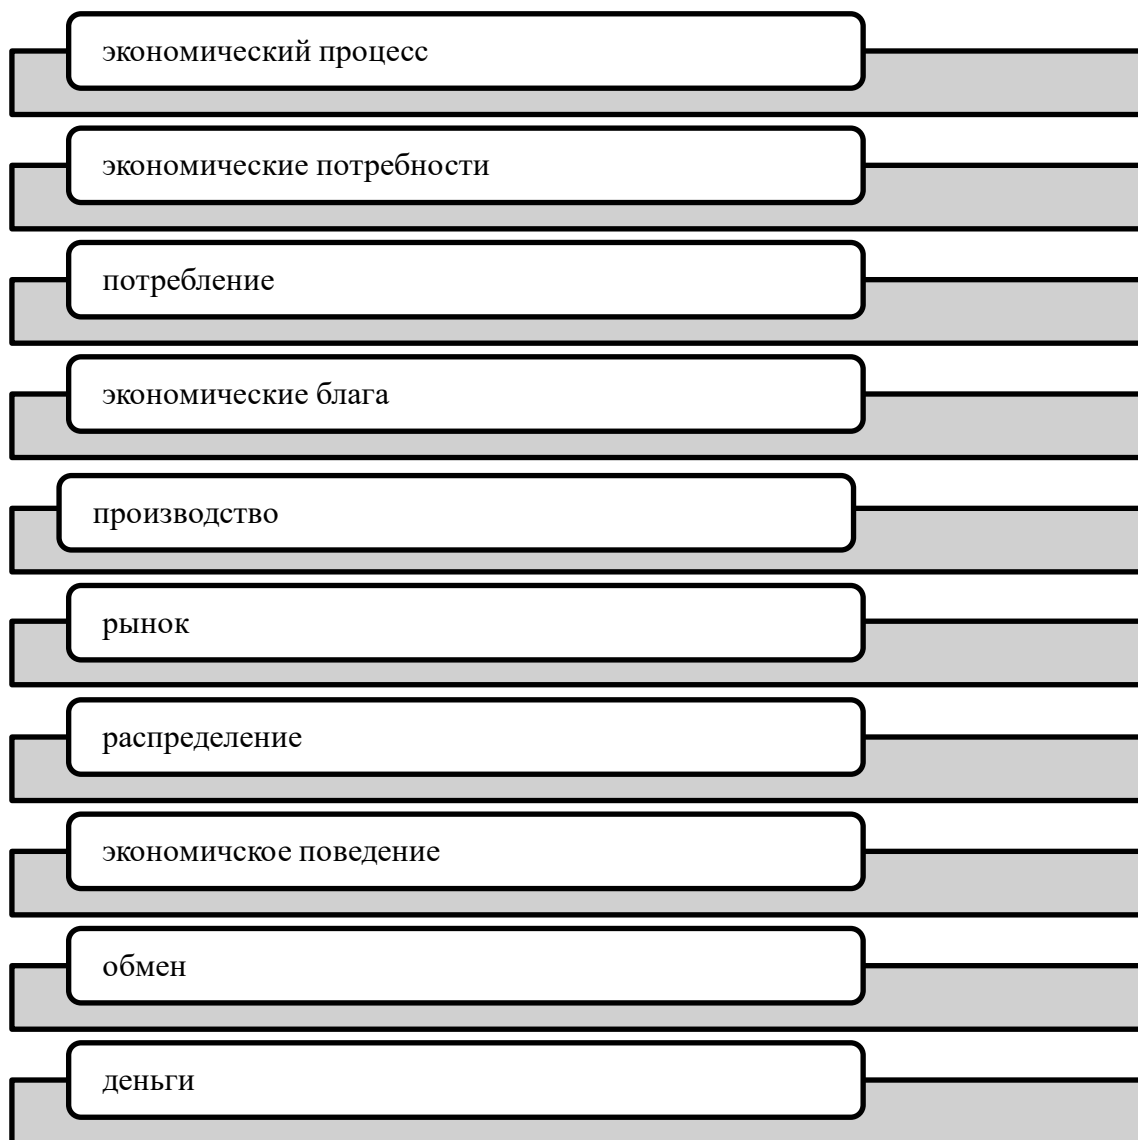 экономический процесс
экономические потребности
потребление
экономические блага
производство
рынок
распределение
экономичское поведение
обмен
деньги